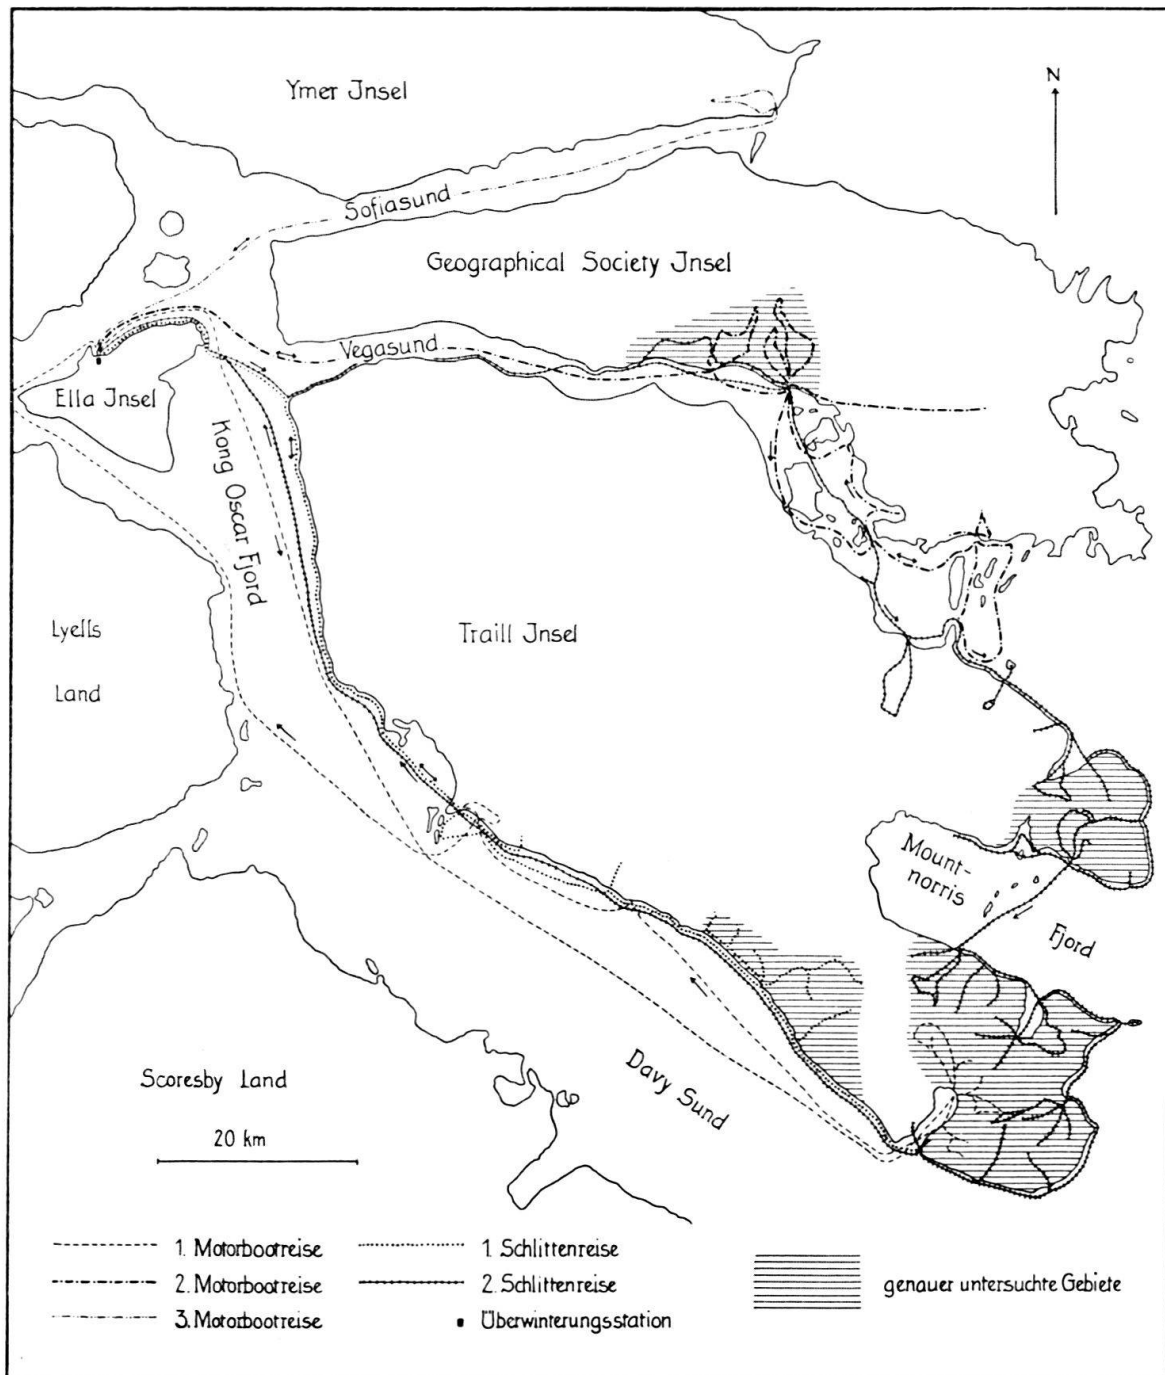 Ymer Jnsel
N
Sofiasund
Geographical Society Jnsel
Vegasund
Ella Jnsel
Kong Oscar Fjord
Lyells
Land
Traill Jnsel
Mount-
norris
Fjord
Davy Sund
Scoresby Land
20 km
1. Motorbootreise
1. Schlittenreise
2. Motorbootreise
2. Schlittenreise
genauer untersuchte Gebiete
3. Motorbootreise
Überwinterungsstation